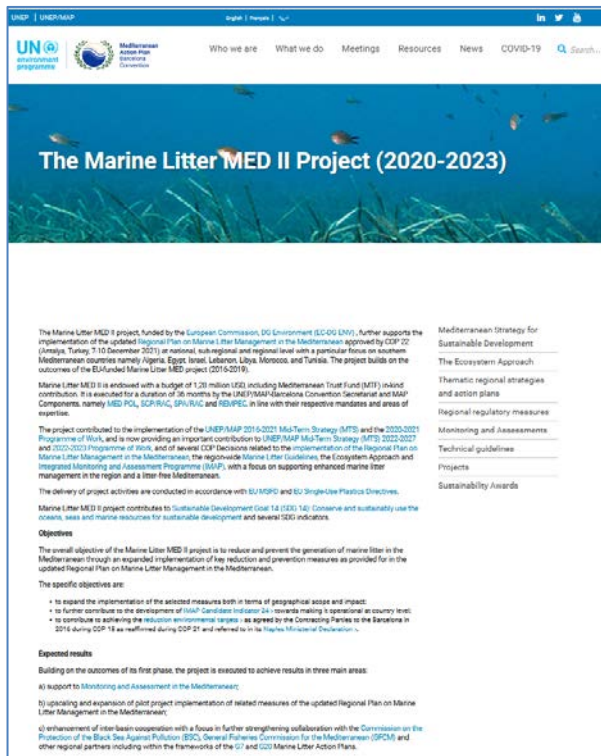 UNEP | UNEP/MAP
English | Français |
UN
environment
programme
Mediterranean
Action Plan
Barcelona
Convention
Who we are What we do Meetings Resources News COVID-19 Search...
The Marine Litter MED II Project (2020-2023)
The Marine Litter MED II project, funded by the European Commission, DG Environment (EC-DG ENV), further supports the
implementation of the updated Regional Plan on Marine Litter Management in the Mediterranean approved by COP 22
(Antalya, Turkey, 7-10 December 2021) at national, sub-regional and regional level with a particular focus on southern
Mediterranean countries namely Algeria, Egypt, Israel, Lebanon, Libya, Morocco, and Tunisia. The project builds on the
outcomes of the EU-funded Marine Litter MED project (2016-2019).
Marine Litter MED II is endowed with a budget of 1,28 million USD, including Mediterranean Trust Fund (MTF) in-kind
contribution. It is executed for a duration of 36 months by the UNEP/MAP-Barcelona Convention Secretariat and MAP
Components, namely MED POL, SCP/RAC, SPA/RAC and REMPEC, in line with their respective mandates and areas of
expertise.
The project contributed to the implementation of the UNEP/MAP 2016-2021 Mid-Term Strategy (MTS) and the 2020-2021
Programme of Work, and is now providing an important contribution to UNEP/MAP Mid-Term Strategy (MTS) 2022-2027
and 2022-2023 Programme of Work, and of several COP Decisions related to the implementation of the Regional Plan on
Marine Litter Management in the Mediterranean, the Ecosystem Approach and
Integrated Monitoring and Assessment Programme (IMAP), with a focus on supporting enhanced marine litter
management in the region and a litter-free Mediterranean.
The delivery of project activities are conducted in accordance with EU MSFD and EU Single-Use Plastics Directives.
Marine Litter MED II project contributes to Sustainable Development Goal 14 (SDG 14): Conserve and sustainably use the
oceans, seas and marine resources for sustainable development and several SDG indicators.
Objectives
The overall objective of the Marine Litter MED II project is to reduce and prevent the generation of marine litter in the
Mediterranean through an expanded implementation of key reduction and prevention measures as provided for in the
updated Regional Plan on Marine Litter Management in the Mediterranean.
The specific objectives are:
• to expand the implementation of the selected measures both in terms of geographical scope and impact;
• to further contribute to the development of IMAP Candidate Indicator 24 towards making it operational at country level;
• to contribute to achieving the reduction environmental targets as agreed by the Contracting Parties to the Barcelona in
2016 during COP 19 as reaffirmed during COP 21 and referred to in its Naples Ministerial Declaration.
Expected results
Building on the outcomes of its first phase, the project is executed to achieve results in three main areas:
a) support to Monitoring and Assessment in the Mediterranean;
b) upscaling and expansion of pilot project implementation of related measures of the updated Regional Plan on Marine
Litter Management in the Mediterranean;
c) enhancement of inter-basin cooperation with a focus in further strengthening collaboration with the Commission on the
Protection of the Black Sea Against Pollution (BSC), General Fisheries Commission for the Mediterranean (GFCM) and
other regional partners including within the frameworks of the G7 and G20 Marine Litter Action Plans.
Mediterranean Strategy for
Sustainable Development
The Ecosystem Approach
Thematic regional strategies
and action plans
Regional regulatory measures
Monitoring and Assessments
Technical guidelines
Projects
Sustainability Awards